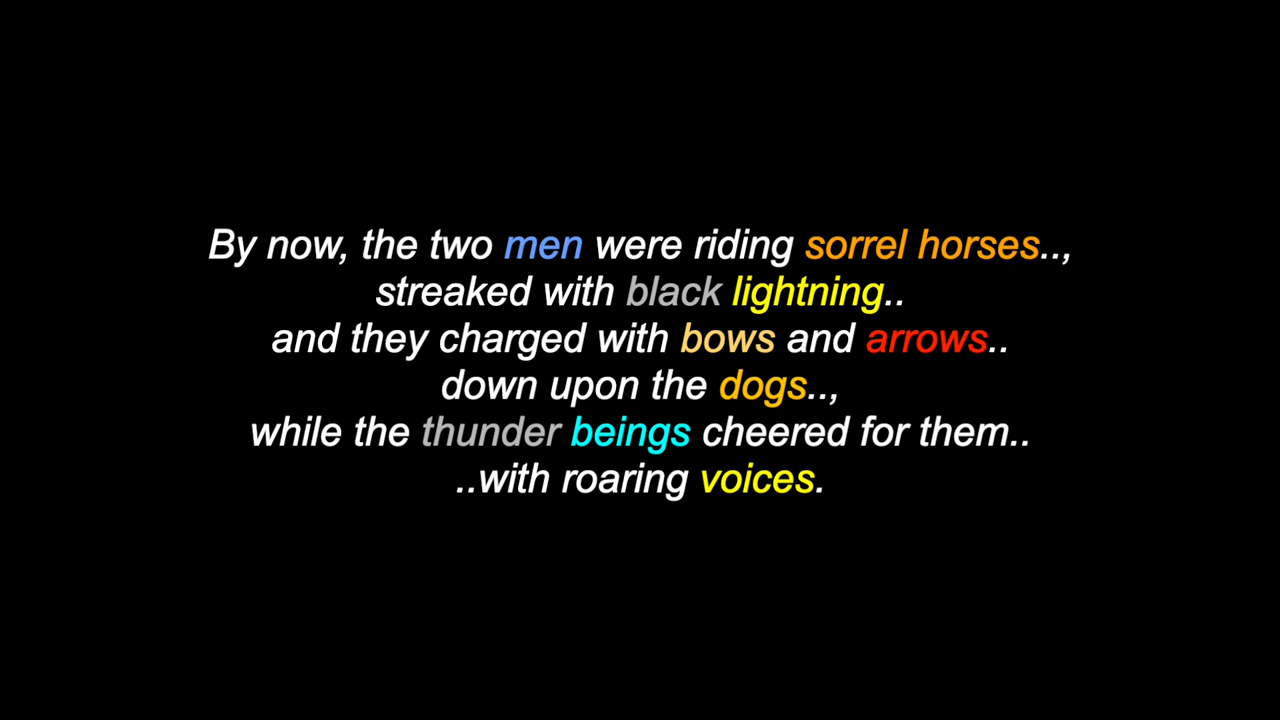 By now, the two men were riding sorrel horses..,
streaked with black lightning..
and they charged with bows and arrows..
down upon the dogs..,
while the thunder beings cheered for them..
..with roaring voices.